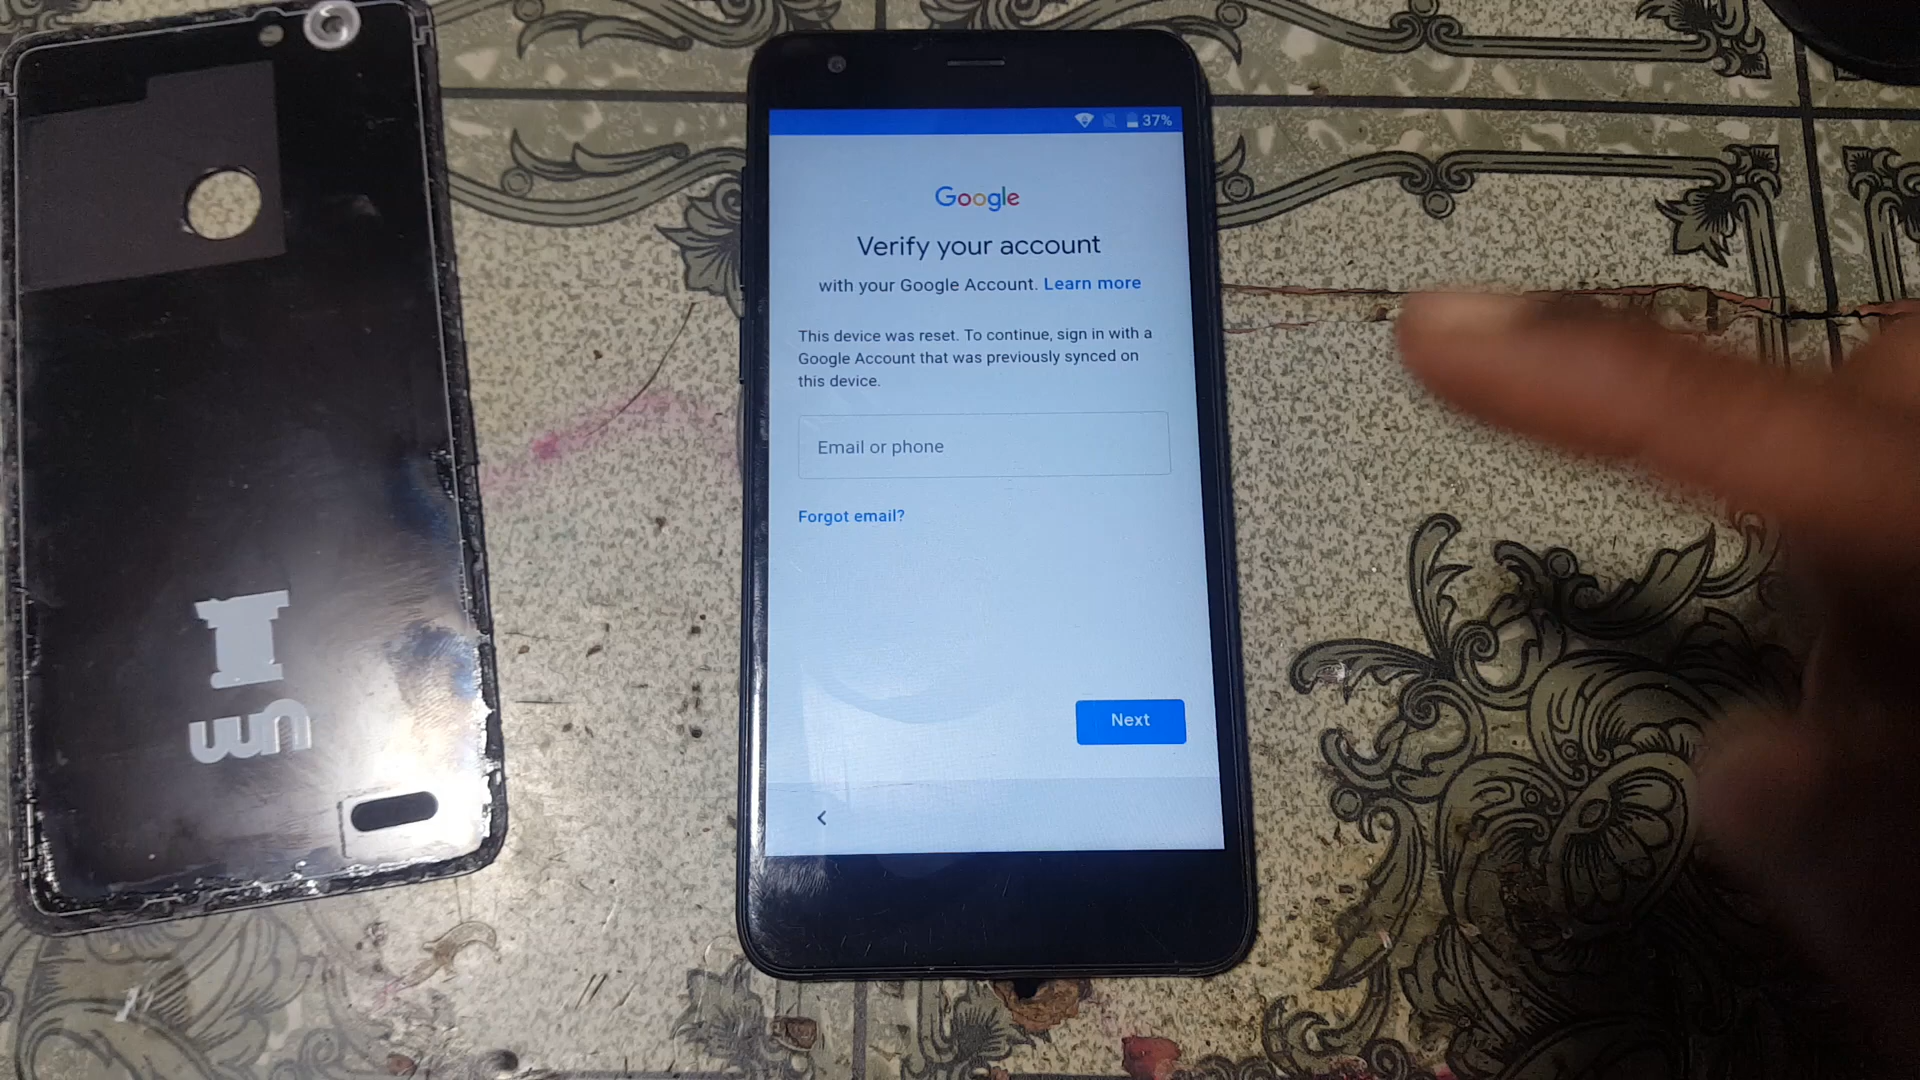 37%
Google
Verify your account
with your Google Account. Learn more
This device was reset. To continue, sign in with a
Google Account that was previously synced on
this device.
Email or phone
Forgot email?
Next